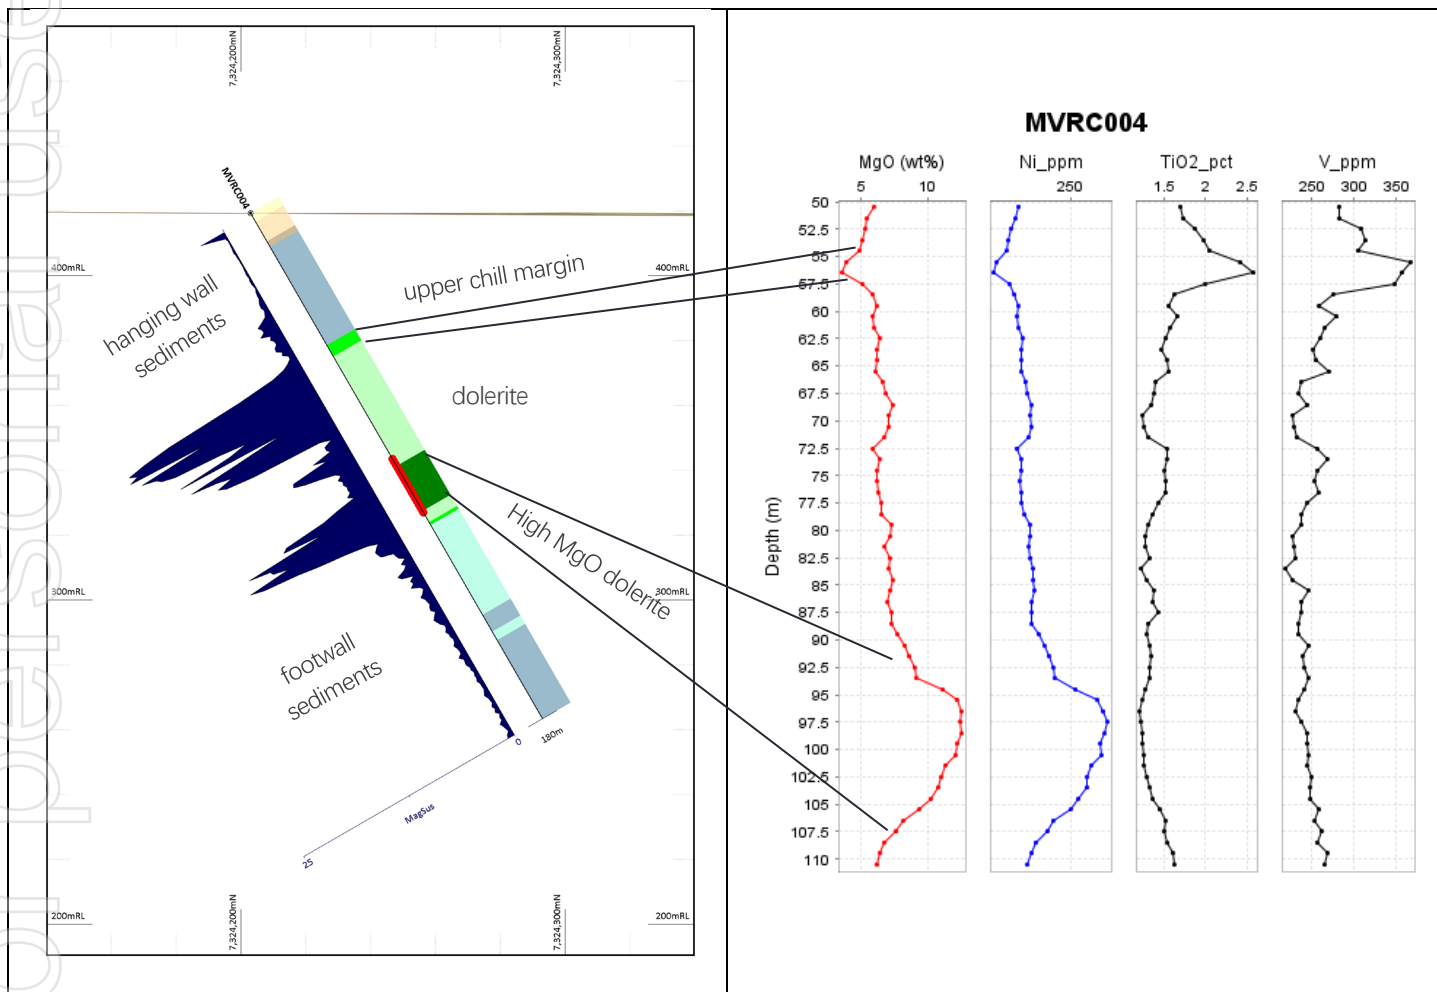 or personal use
7,324,200mN
7,324,300mN
MVRC004
400mRL
400mRL
upper chill margin
hanging wall
sediments
dolerite
High MgO dolerite
300mRL
300mRL
footwall
sediments
0
180m
MagSus
25
200mRL
200mRL
7,324,200mN
7,324,300mN
MVRC004
MgO (wt%)
Ni_ppm
TiO2_pct
V_ppm
5 10
250
1.5 2 2.5
250 300 350
Depth (m)
50
52.5
55
57.5
60
62.5
65
67.5
70
72.5
75
77.5
80
82.5
85
87.5
90
92.5
95
97.5
100
102.5
105
107.5
110